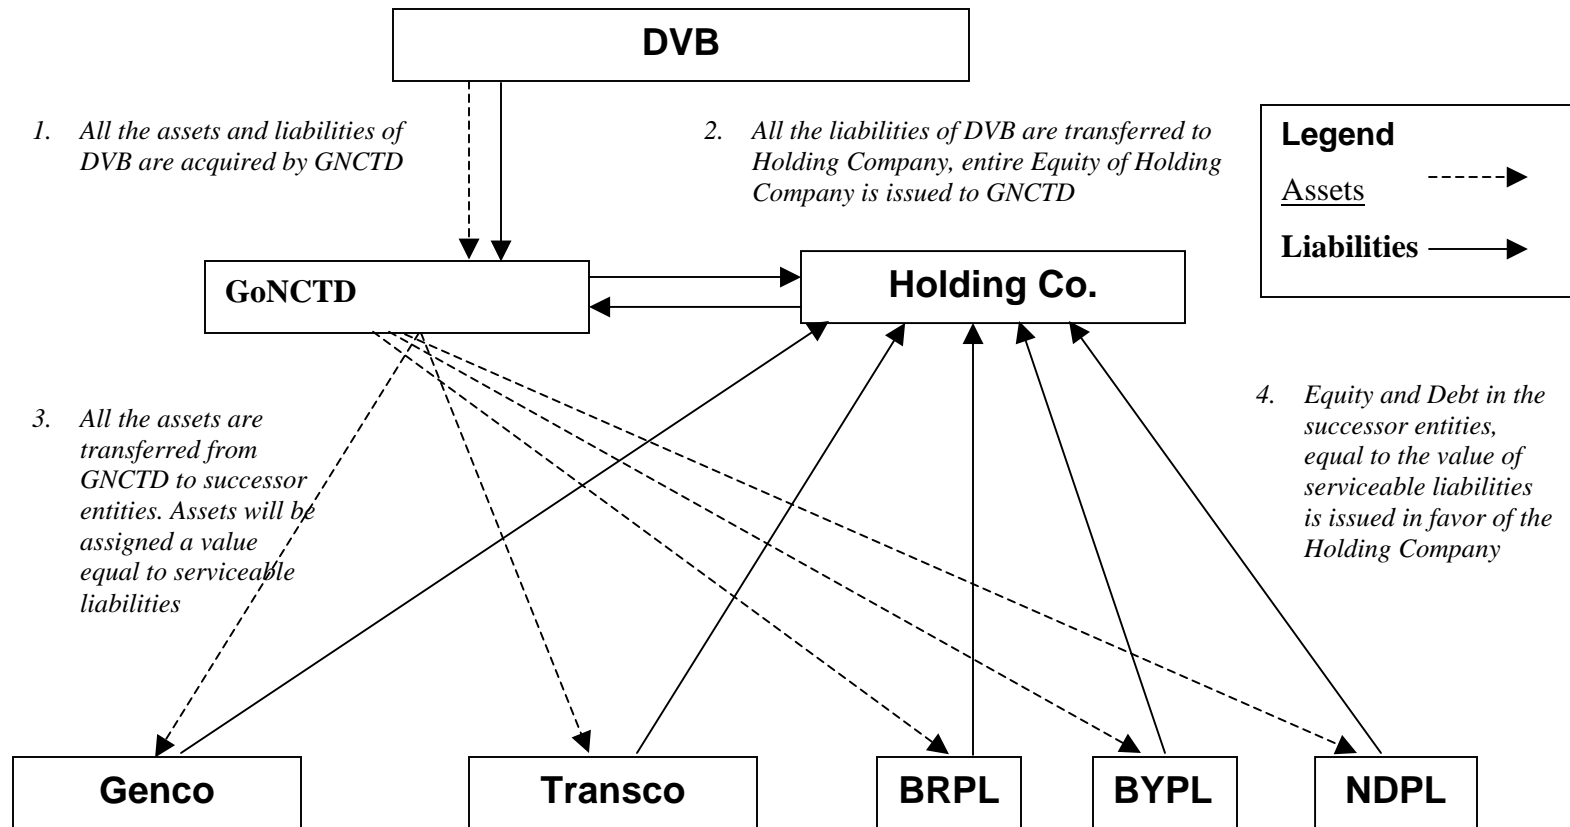 DVB
1. All the assets and liabilities of
DVB are acquired by GNCTD
2. All the liabilities of DVB are transferred to
Holding Company, entire Equity of Holding
Company is issued to GNCTD
Legend
Assets
Liabilities
GoNCTD
Holding Co.
3. All the assets are
transferred from
GNCTD to successor
entities. Assets will be
assigned a value
equal to serviceable
liabilities
4. Equity and Debt in the
successor entities,
equal to the value of
serviceable liabilities
is issued in favor of the
Holding Company
Genco
Transco
BRPL
BYPL
NDPL